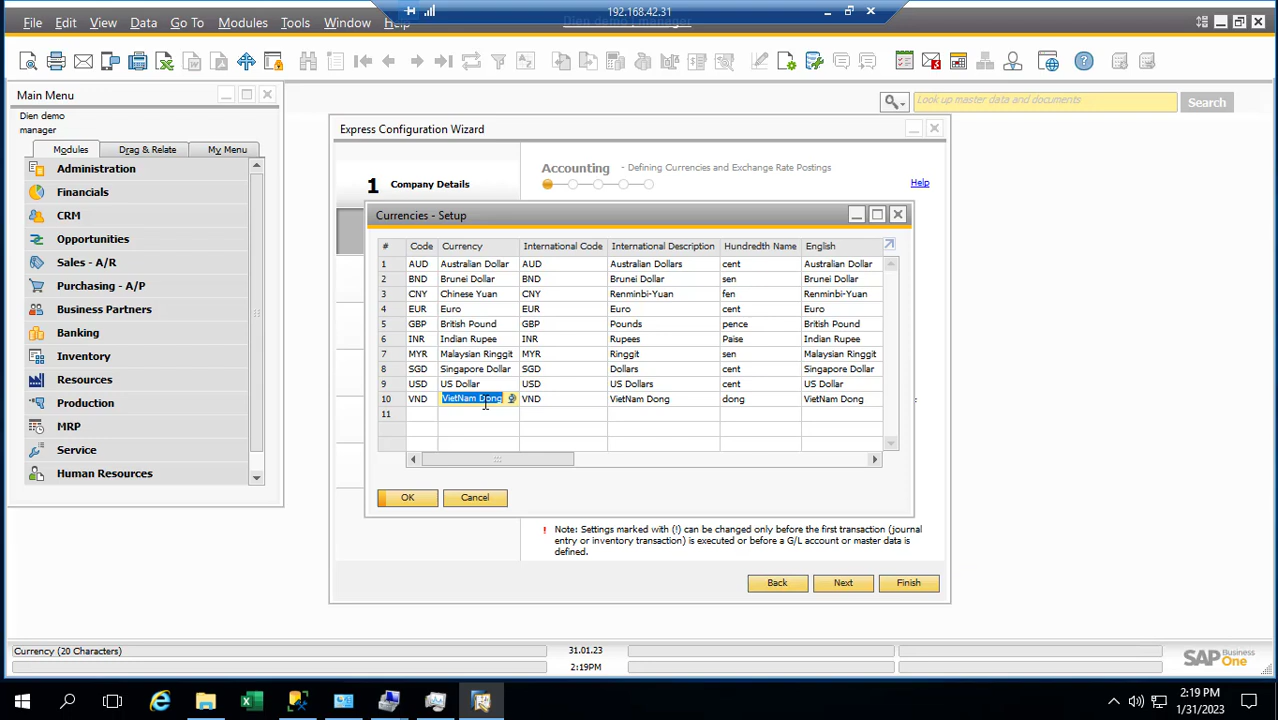 192.168.42.31
File Edit View Data Go To Modules Tools Window Help
Dien demo | manager
Main Menu
Dien demo
manager
Modules Drag & Relate My Menu
Administration
Financials
CRM
Opportunities
Sales - A/R
Purchasing - A/P
Business Partners
Banking
Inventory
Resources
Production
MRP
Service
Human Resources
Look up master data and documents Search
Express Configuration Wizard
1 Company Details
Accounting - Defining Currencies and Exchange Rate Postings
Help
Currencies - Setup
# Code Currency International Code International Description Hundredth Name English
1 AUD Australian Dollar AUD Australian Dollars cent Australian Dollar
2 BND Brunei Dollar BND Brunei Dollar sen Brunei Dollar
3 CNY Chinese Yuan CNY Renminbi-Yuan fen Renminbi-Yuan
4 EUR Euro EUR Euro cent Euro
5 GBP British Pound GBP Pounds pence British Pound
6 INR Indian Rupee INR Rupees Paise Indian Rupee
7 MYR Malaysian Ringgit MYR Ringgit sen Malaysian Ringgit
8 SGD Singapore Dollar SGD Dollars cent Singapore Dollar
9 USD US Dollar USD US Dollars cent US Dollar
10 VND VietNam Dong VND VietNam Dong dong VietNam Dong
11
OK Cancel
! Note: Settings marked with (!) can be changed only before the first transaction (journal
entry or inventory transaction) is executed or before a G/L account or master data is
defined.
Back Next Finish
Currency (20 Characters) 31.01.23
2:19PM
SAP Business One
2:19 PM
1/31/2023